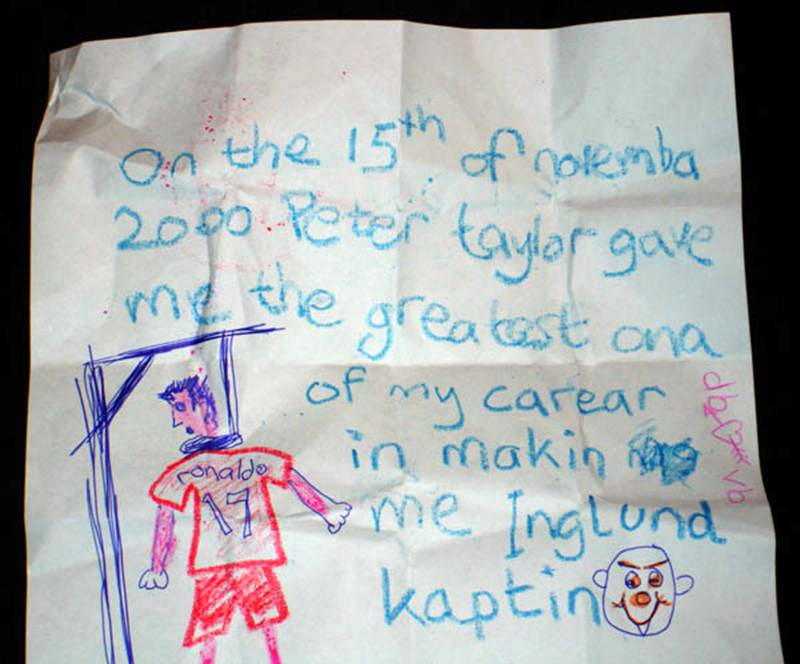 On the 15th of novemba
2000 Peter taylor gave
me the greatest ona
of my carear
in makin
me Inglund
kaptin
ronaldo
17